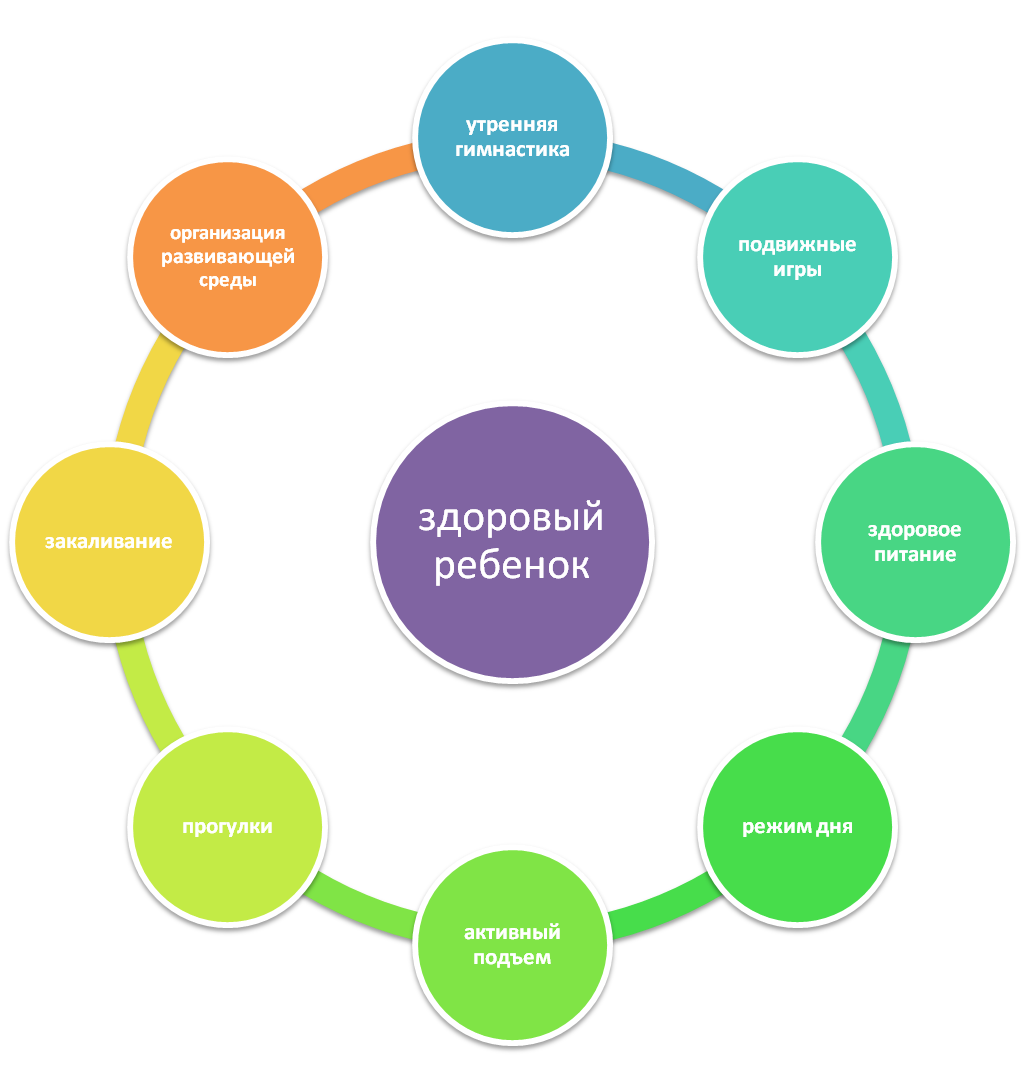 утренняя
гимнастика
подвижные
игры
здоровое
питание
режим дня
активный
подъем
прогулки
закаливание
организация
развивающей
среды
здоровый
ребенок